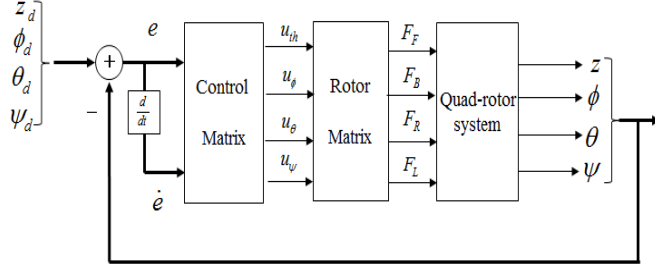 z_d
ϕ_d
θ_d
ψ_d
+
−
e
d/dt
ė
Control
Matrix
u_th
u_ϕ
u_θ
u_ψ
Rotor
Matrix
F_F
F_B
F_R
F_L
Quad-rotor
system
z
ϕ
θ
ψ